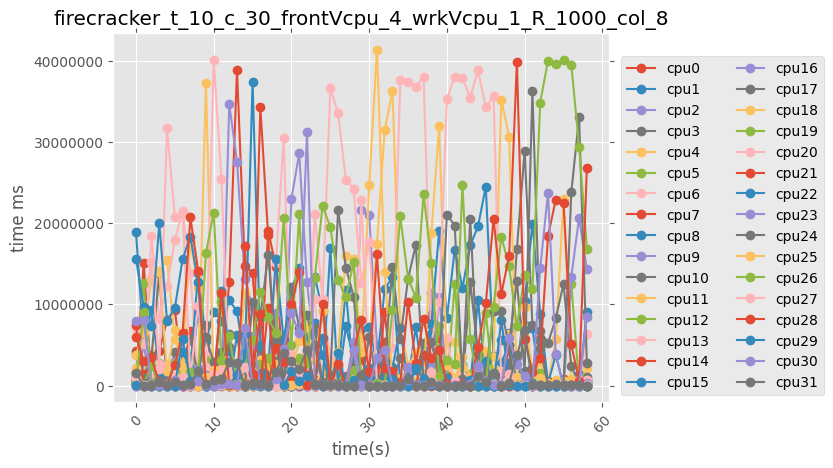 firecracker_t_10_c_30_frontVcpu_4_wrkVcpu_1_R_1000_col_8
40000000
30000000
20000000
10000000
0
time ms
0
10
20
30
40
50
60
time(s)
cpu0
cpu1
cpu2
cpu3
cpu4
cpu5
cpu6
cpu7
cpu8
cpu9
cpu10
cpu11
cpu12
cpu13
cpu14
cpu15
cpu16
cpu17
cpu18
cpu19
cpu20
cpu21
cpu22
cpu23
cpu24
cpu25
cpu26
cpu27
cpu28
cpu29
cpu30
cpu31